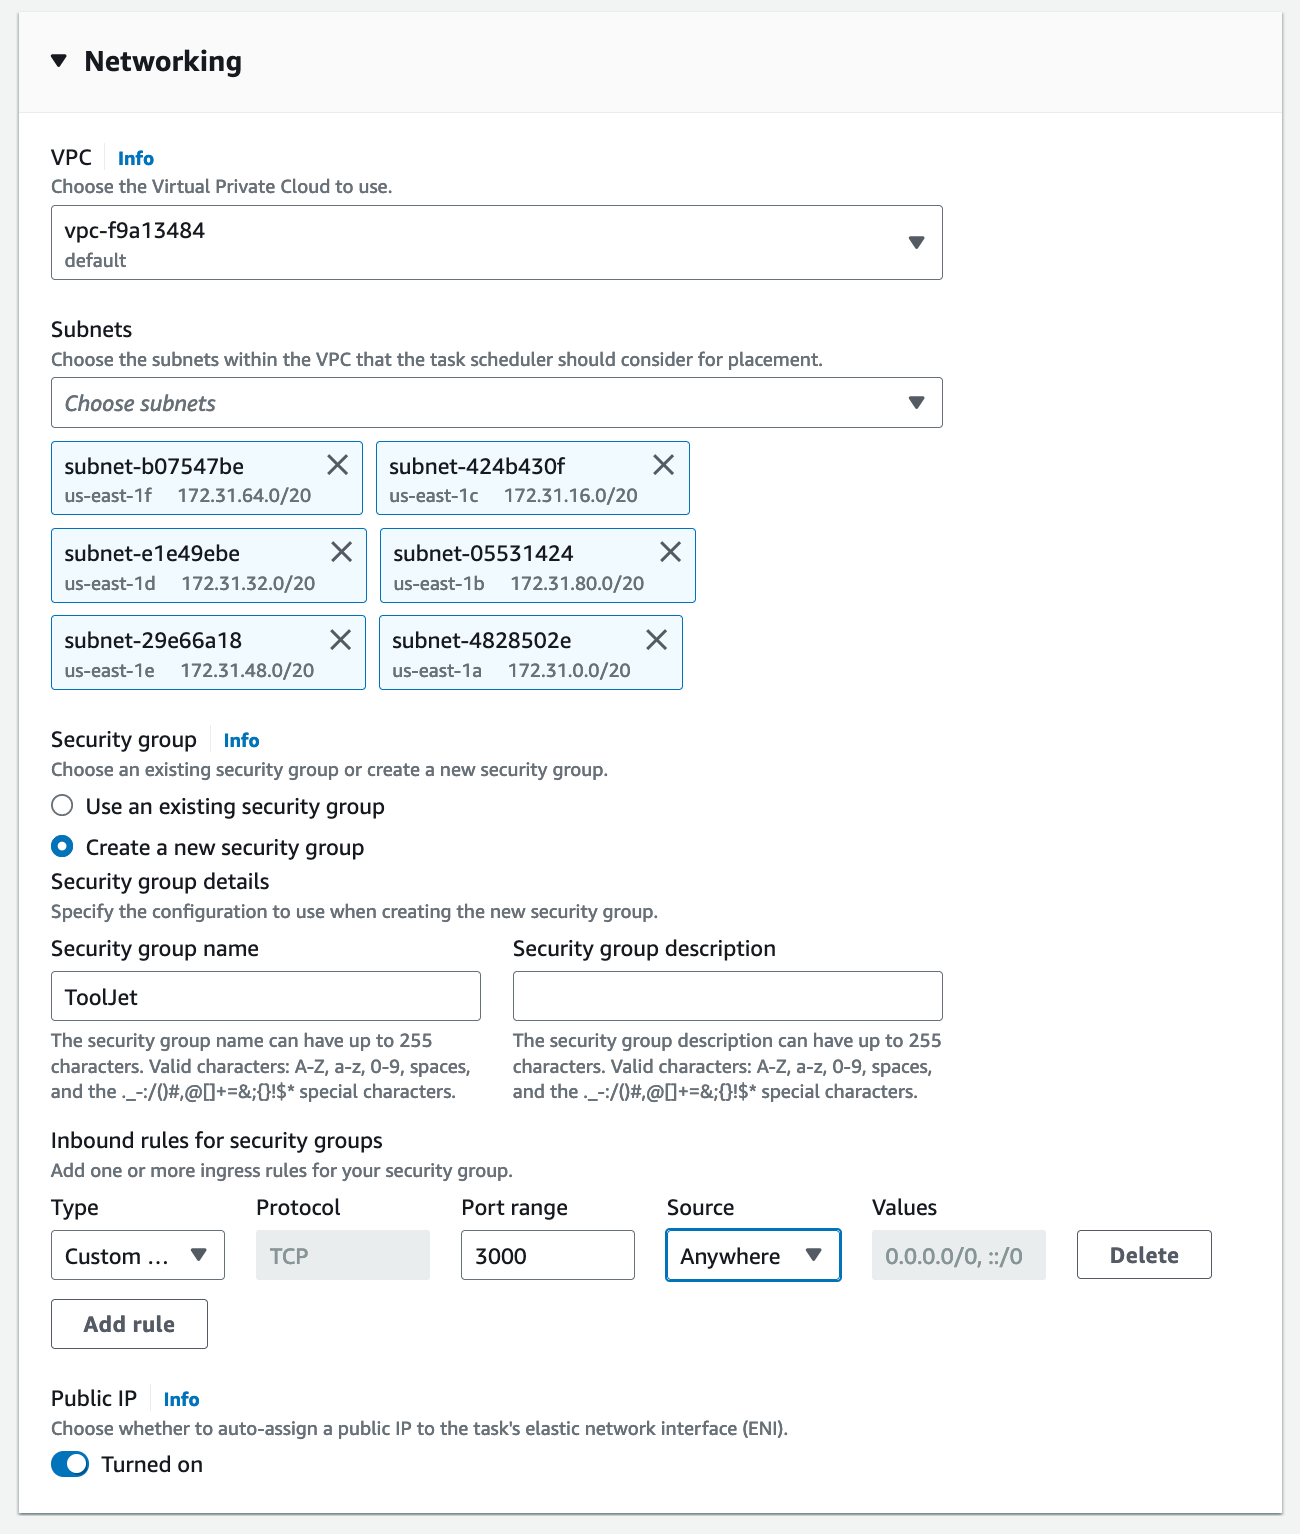 Networking
VPC Info
Choose the Virtual Private Cloud to use.
vpc-f9a13484
default
Subnets
Choose the subnets within the VPC that the task scheduler should consider for placement.
Choose subnets
subnet-b07547be subnet-424b430f
us-east-1f 172.31.64.0/20 us-east-1c 172.31.16.0/20
subnet-e1e49ebe subnet-05531424
us-east-1d 172.31.32.0/20 us-east-1b 172.31.80.0/20
subnet-29e66a18 subnet-4828502e
us-east-1e 172.31.48.0/20 us-east-1a 172.31.0.0/20
Security group Info
Choose an existing security group or create a new security group.
Use an existing security group
Create a new security group
Security group details
Specify the configuration to use when creating the new security group.
Security group name Security group description
ToolJet
The security group name can have up to 255 The security group description can have up to 255
characters. Valid characters: A-Z, a-z, 0-9, spaces, characters. Valid characters: A-Z, a-z, 0-9, spaces,
and the ._-:/()#,@[]+=&;{}!$* special characters. and the ._-:/()#,@[]+=&;{}!$* special characters.
Inbound rules for security groups
Add one or more ingress rules for your security group.
Type Protocol Port range Source Values
Custom ... TCP 3000 Anywhere 0.0.0.0/0, ::/0 Delete
Add rule
Public IP Info
Choose whether to auto-assign a public IP to the task's elastic network interface (ENI).
Turned on